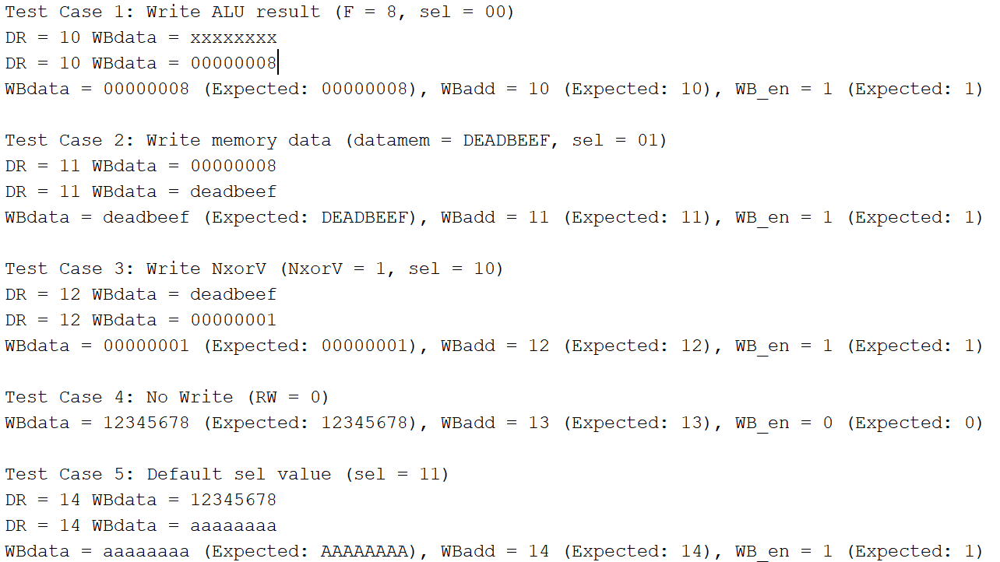 Test Case 1: Write ALU result (F = 8, sel = 00)
DR = 10 WBdata = xxxxxxxx
DR = 10 WBdata = 00000008
WBdata = 00000008 (Expected: 00000008), WBadd = 10 (Expected: 10), WB_en = 1 (Expected: 1)
Test Case 2: Write memory data (datamem = DEADBEEF, sel = 01)
DR = 11 WBdata = 00000008
DR = 11 WBdata = deadbeef
WBdata = deadbeef (Expected: DEADBEEF), WBadd = 11 (Expected: 11), WB_en = 1 (Expected: 1)
Test Case 3: Write NxorV (NxorV = 1, sel = 10)
DR = 12 WBdata = deadbeef
DR = 12 WBdata = 00000001
WBdata = 00000001 (Expected: 00000001), WBadd = 12 (Expected: 12), WB_en = 1 (Expected: 1)
Test Case 4: No Write (RW = 0)
WBdata = 12345678 (Expected: 12345678), WBadd = 13 (Expected: 13), WB_en = 0 (Expected: 0)
Test Case 5: Default sel value (sel = 11)
DR = 14 WBdata = 12345678
DR = 14 WBdata = aaaaaaaa
WBdata = aaaaaaaa (Expected: AAAAAAAA), WBadd = 14 (Expected: 14), WB_en = 1 (Expected: 1)